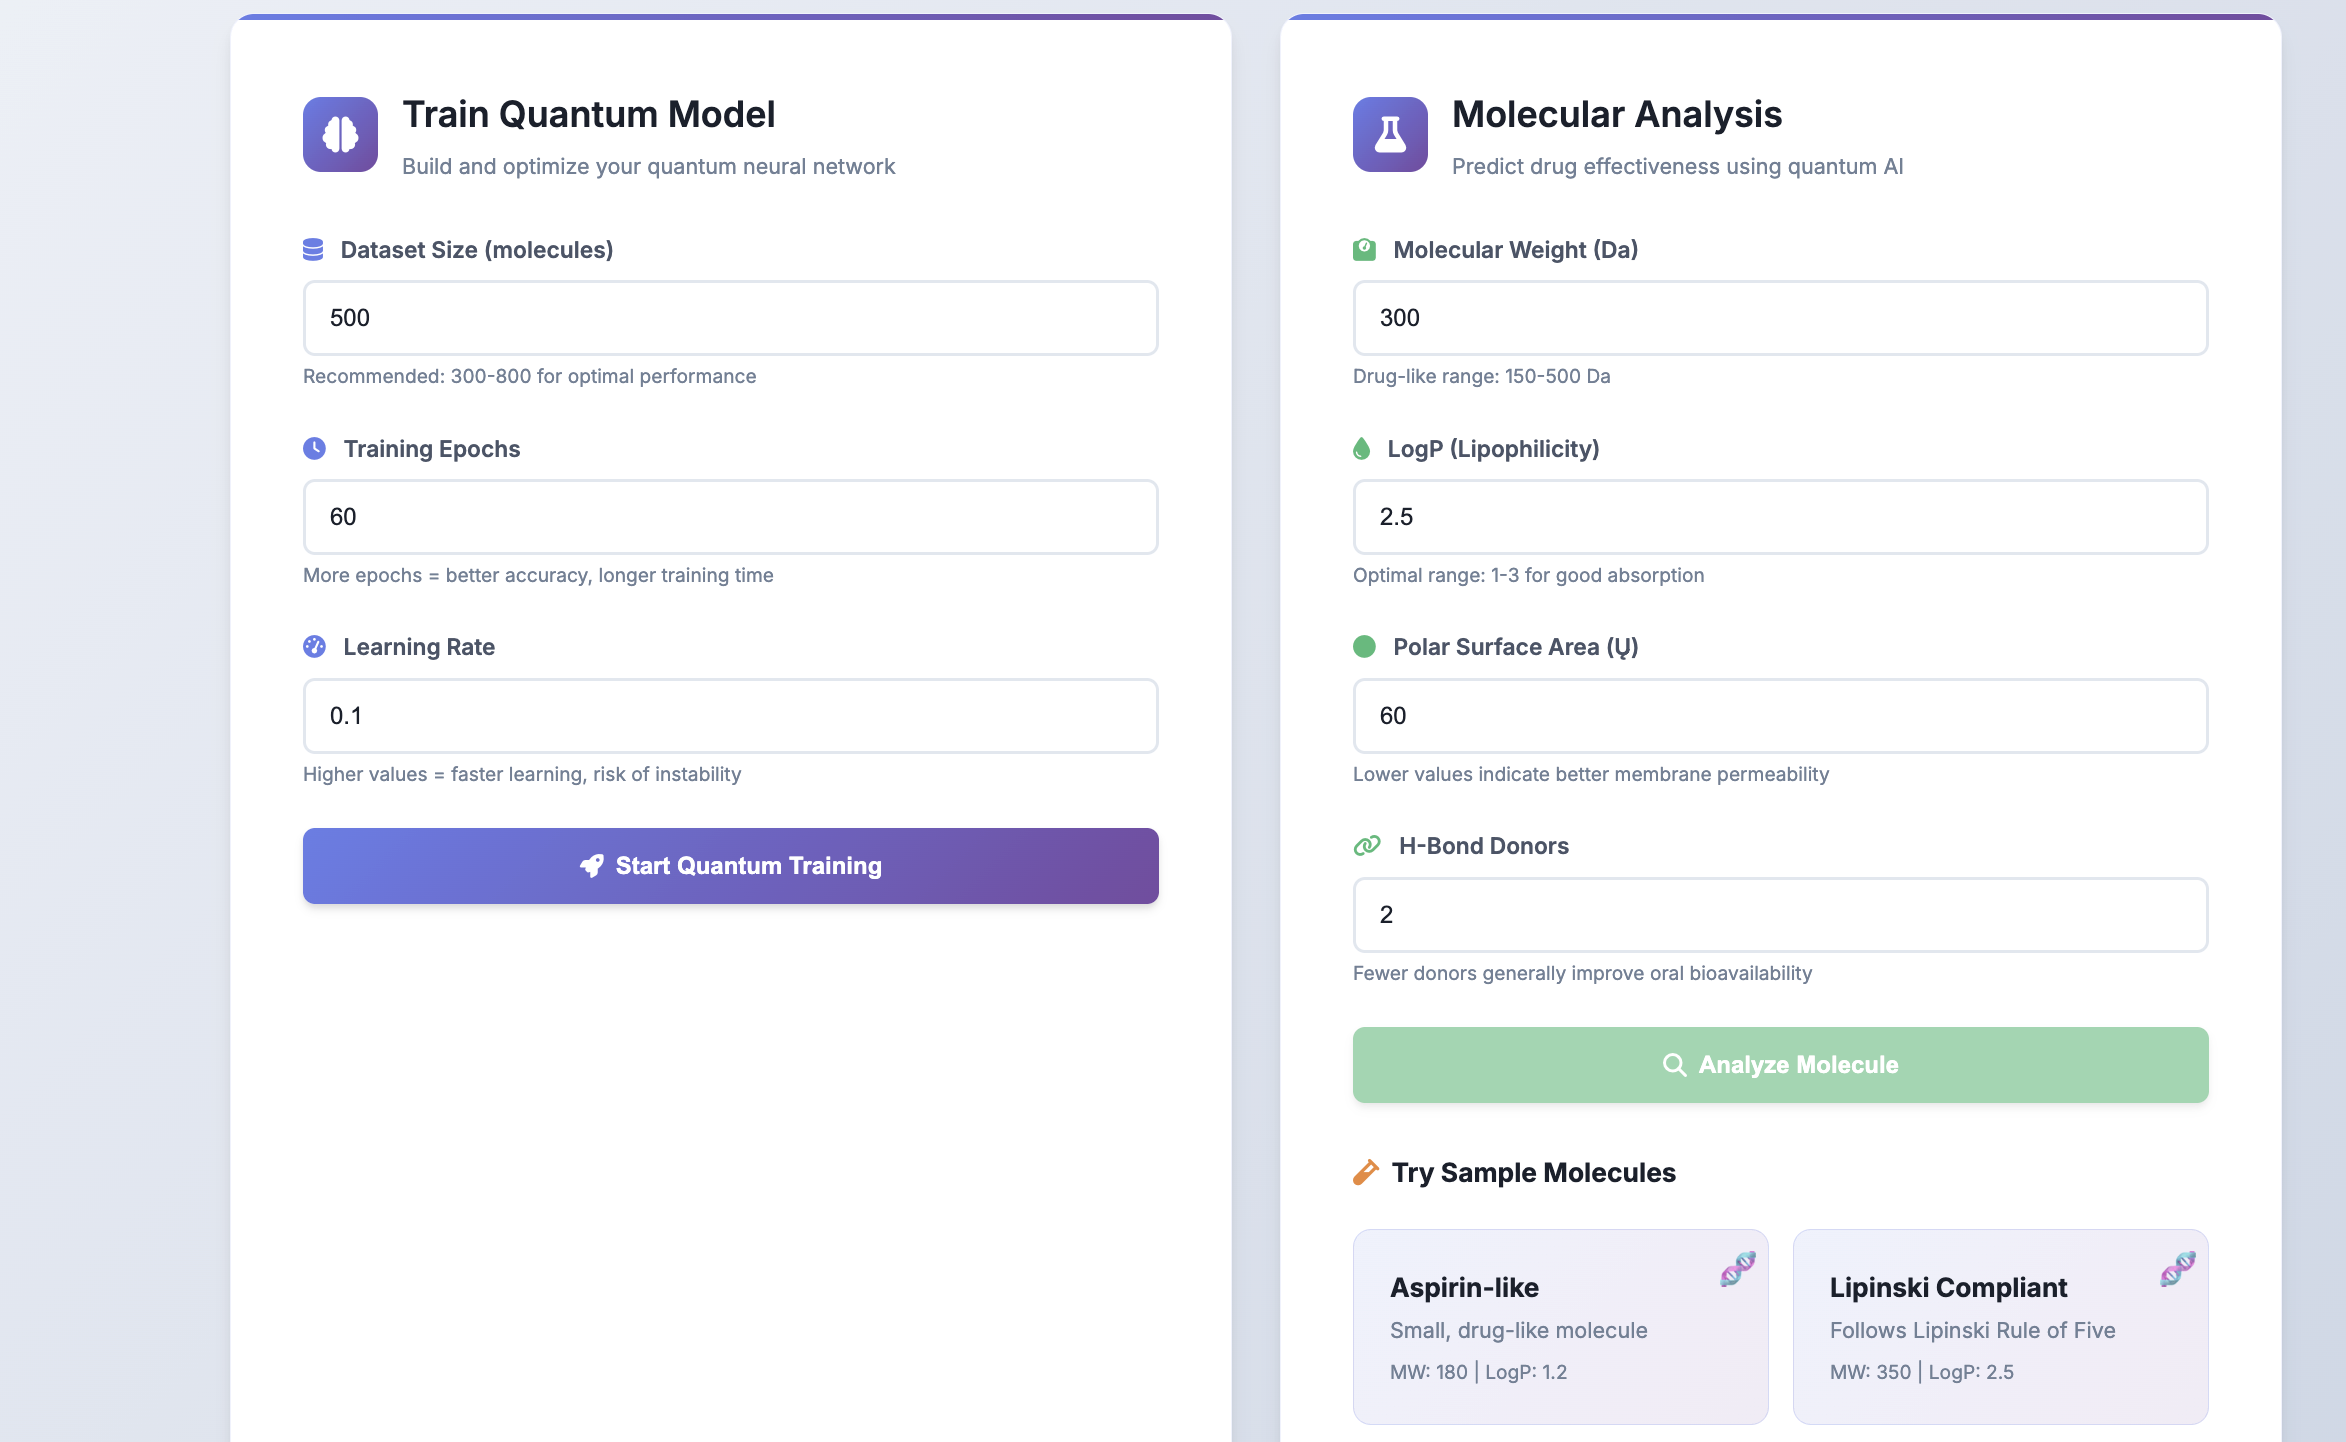 Train Quantum Model
Build and optimize your quantum neural network
Dataset Size (molecules)
500
Recommended: 300-800 for optimal performance
Training Epochs
60
More epochs = better accuracy, longer training time
Learning Rate
0.1
Higher values = faster learning, risk of instability
Start Quantum Training
Molecular Analysis
Predict drug effectiveness using quantum AI
Molecular Weight (Da)
300
Drug-like range: 150-500 Da
LogP (Lipophilicity)
2.5
Optimal range: 1-3 for good absorption
Polar Surface Area (Ų)
60
Lower values indicate better membrane permeability
H-Bond Donors
2
Fewer donors generally improve oral bioavailability
Analyze Molecule
Try Sample Molecules
Aspirin-like
Small, drug-like molecule
MW: 180 | LogP: 1.2
Lipinski Compliant
Follows Lipinski Rule of Five
MW: 350 | LogP: 2.5